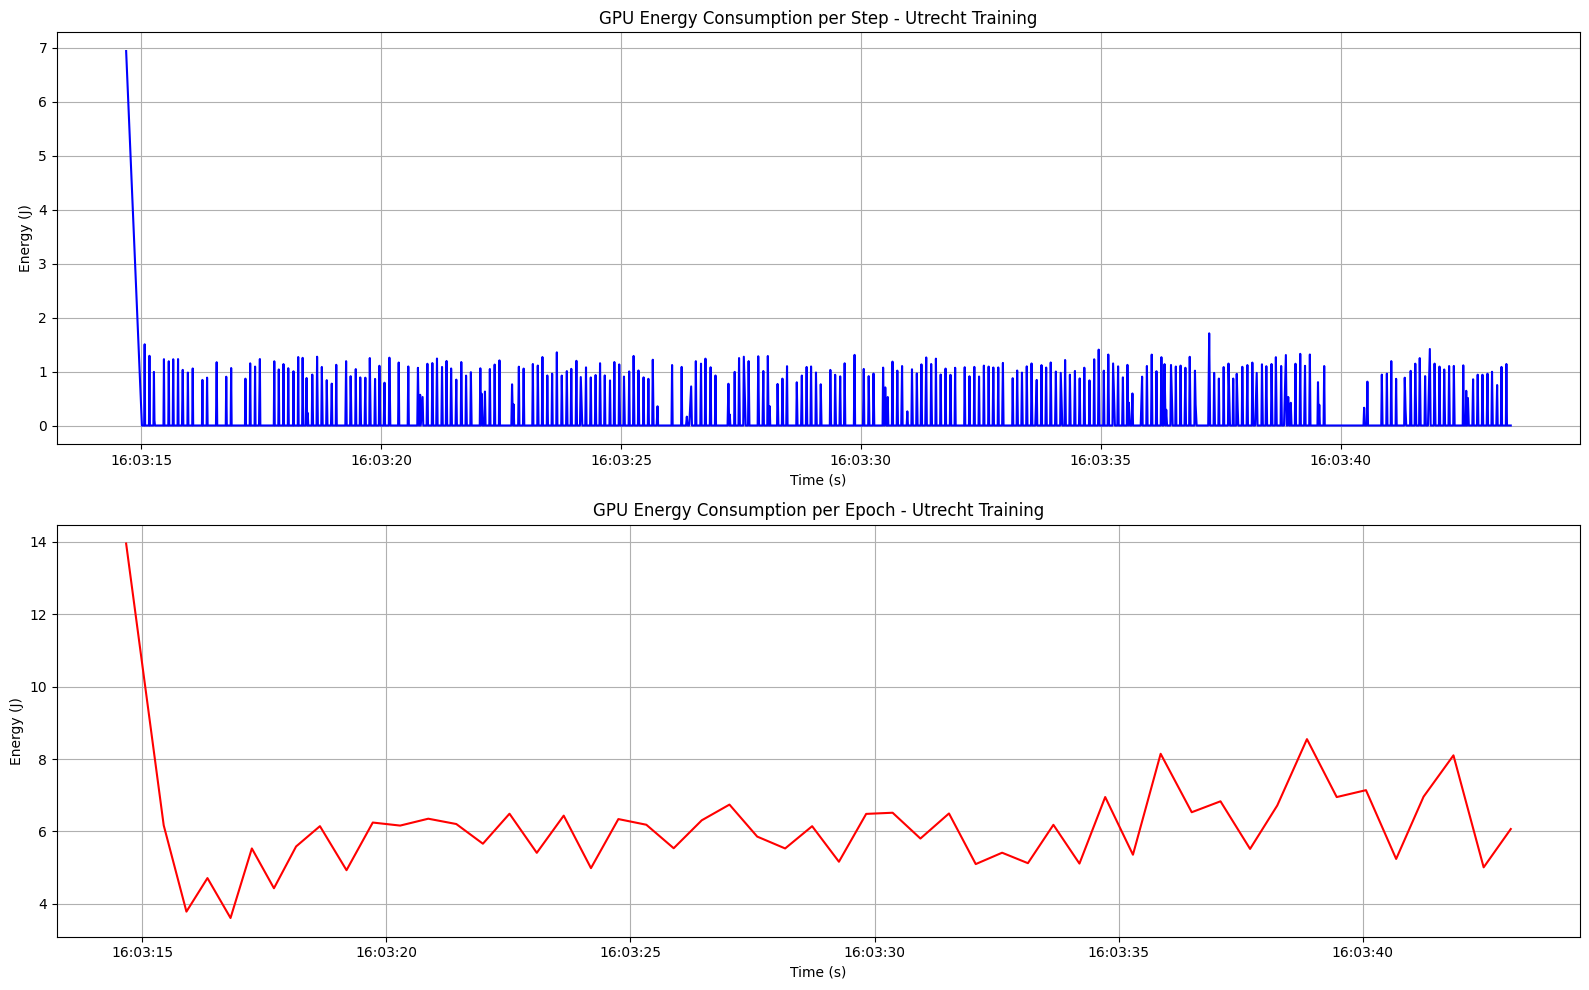 GPU Energy Consumption per Step - Utrecht Training
Energy (J)
7
6
5
4
3
2
1
0
16:03:15 16:03:20 16:03:25 16:03:30 16:03:35 16:03:40
Time (s)
GPU Energy Consumption per Epoch - Utrecht Training
Energy (J)
14
12
10
8
6
4
16:03:15 16:03:20 16:03:25 16:03:30 16:03:35 16:03:40
Time (s)